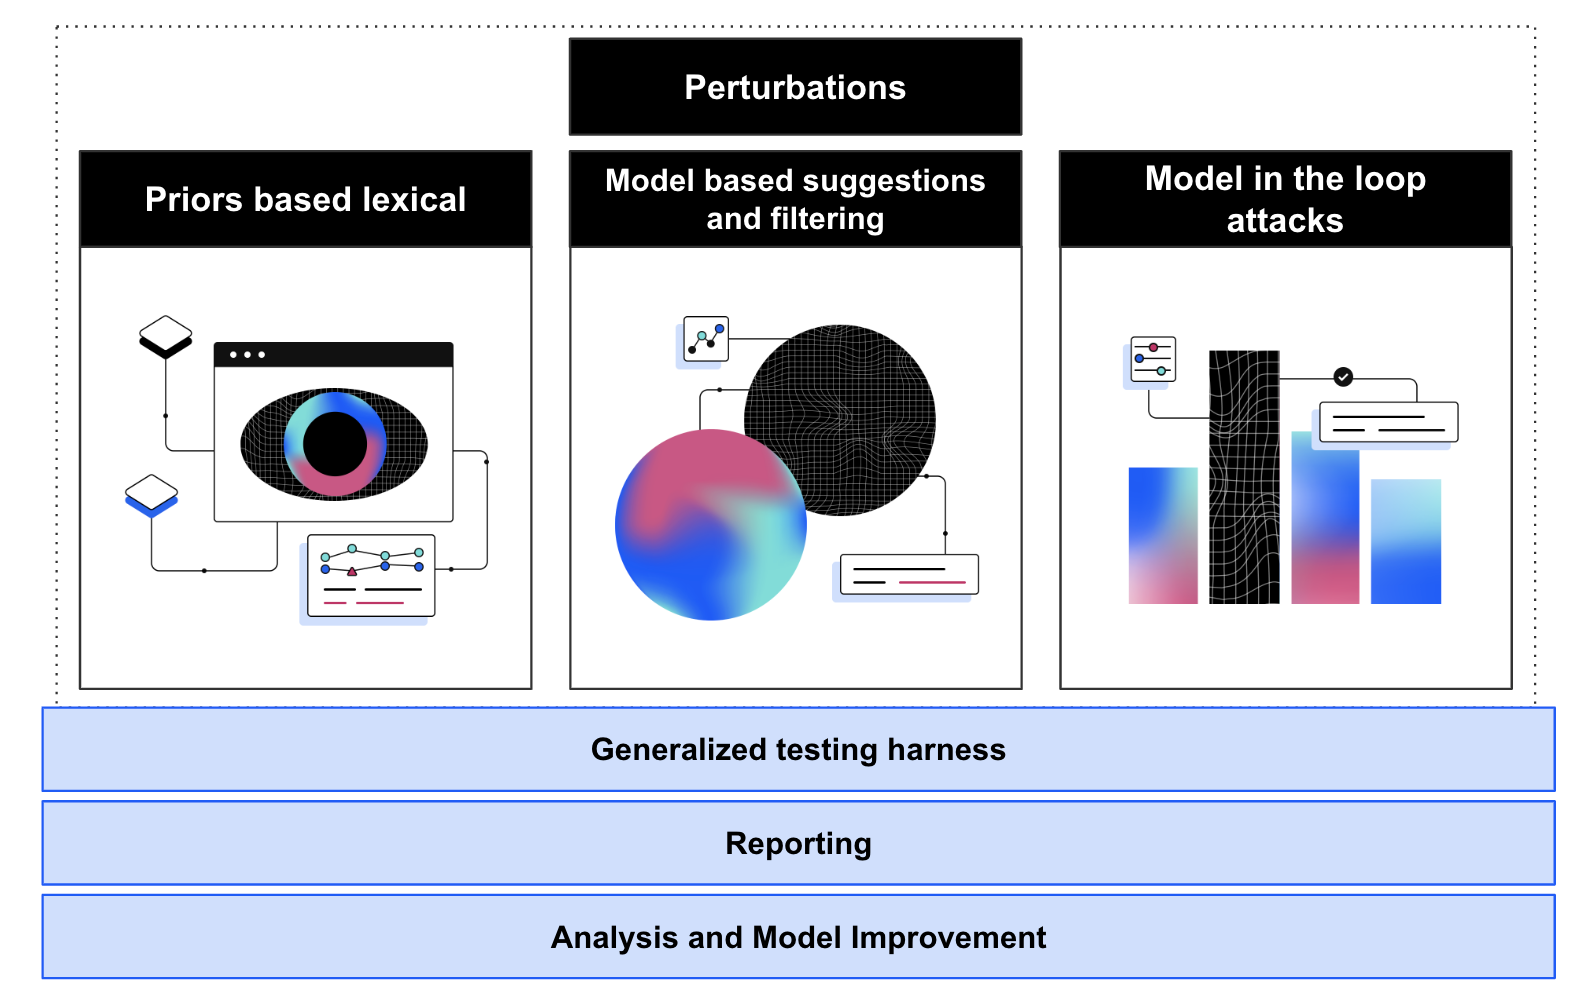 Perturbations
Priors based lexical
Model based suggestions
and filtering
Model in the loop
attacks
Generalized testing harness
Reporting
Analysis and Model Improvement